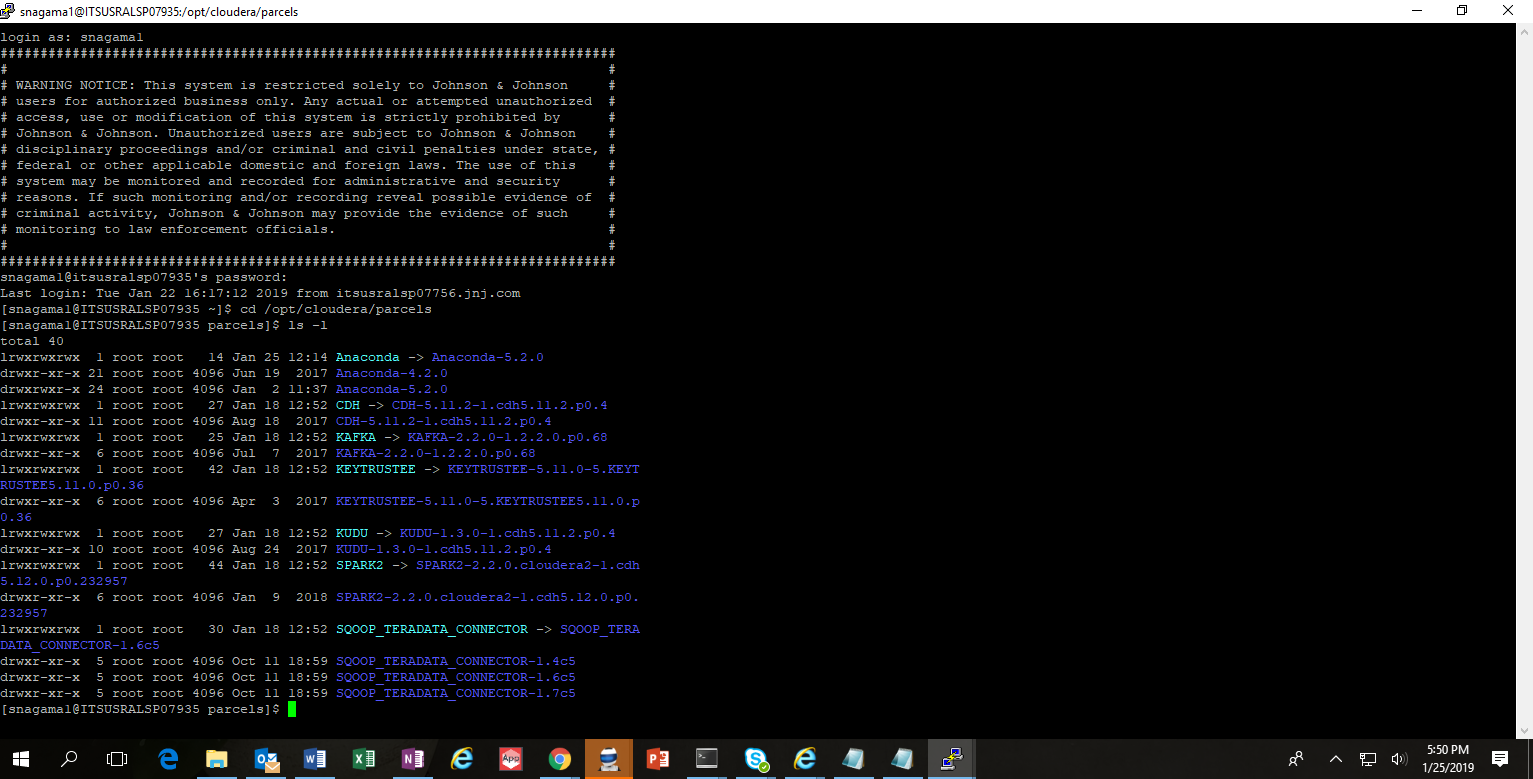 snagama1@ITSUSRALSP07935:/opt/cloudera/parcels
login as: snagama1
#############################################################################
#                                                                           #
# WARNING NOTICE: This system is restricted solely to Johnson & Johnson     #
# users for authorized business only. Any actual or attempted unauthorized  #
# access, use or modification of this system is strictly prohibited by      #
# Johnson & Johnson. Unauthorized users are subject to Johnson & Johnson    #
# disciplinary proceedings and/or criminal and civil penalties under state, #
# federal or other applicable domestic and foreign laws. The use of this    #
# system may be monitored and recorded for administrative and security      #
# reasons. If such monitoring and/or recording reveal possible evidence of  #
# criminal activity, Johnson & Johnson may provide the evidence of such     #
# monitoring to law enforcement officials.                                  #
#                                                                           #
#############################################################################
snagama1@itsusralsp07935's password:
Last login: Tue Jan 22 16:17:12 2019 from itsusralsp07756.jnj.com
[snagama1@ITSUSRALSP07935 ~]$ cd /opt/cloudera/parcels
[snagama1@ITSUSRALSP07935 parcels]$ ls -l
total 40
lrwxrwxrwx  1 root root   14 Jan 25 12:14 Anaconda -> Anaconda-5.2.0
drwxr-xr-x 21 root root 4096 Jun 19  2017 Anaconda-4.2.0
drwxr-xr-x 24 root root 4096 Jan  2 11:37 Anaconda-5.2.0
lrwxrwxrwx  1 root root   27 Jan 18 12:52 CDH -> CDH-5.11.2-1.cdh5.11.2.p0.4
drwxr-xr-x 11 root root 4096 Aug 18  2017 CDH-5.11.2-1.cdh5.11.2.p0.4
lrwxrwxrwx  1 root root   25 Jan 18 12:52 KAFKA -> KAFKA-2.2.0-1.2.2.0.p0.68
drwxr-xr-x  6 root root 4096 Jul  7  2017 KAFKA-2.2.0-1.2.2.0.p0.68
lrwxrwxrwx  1 root root   42 Jan 18 12:52 KEYTRUSTEE -> KEYTRUSTEE-5.11.0-5.KEYT
RUSTEE5.11.0.p0.36
drwxr-xr-x  6 root root 4096 Apr  3  2017 KEYTRUSTEE-5.11.0-5.KEYTRUSTEE5.11.0.p
0.36
lrwxrwxrwx  1 root root   27 Jan 18 12:52 KUDU -> KUDU-1.3.0-1.cdh5.11.2.p0.4
drwxr-xr-x 10 root root 4096 Aug 24  2017 KUDU-1.3.0-1.cdh5.11.2.p0.4
lrwxrwxrwx  1 root root   44 Jan 18 12:52 SPARK2 -> SPARK2-2.2.0.cloudera2-1.cdh
5.12.0.p0.232957
drwxr-xr-x  6 root root 4096 Jan  9  2018 SPARK2-2.2.0.cloudera2-1.cdh5.12.0.p0.
232957
lrwxrwxrwx  1 root root   30 Jan 18 12:52 SQOOP_TERADATA_CONNECTOR -> SQOOP_TERA
DATA_CONNECTOR-1.6c5
drwxr-xr-x  5 root root 4096 Oct 11 18:59 SQOOP_TERADATA_CONNECTOR-1.4c5
drwxr-xr-x  5 root root 4096 Oct 11 18:59 SQOOP_TERADATA_CONNECTOR-1.6c5
drwxr-xr-x  5 root root 4096 Oct 11 18:59 SQOOP_TERADATA_CONNECTOR-1.7c5
[snagama1@ITSUSRALSP07935 parcels]$
App
5:50 PM
1/25/2019